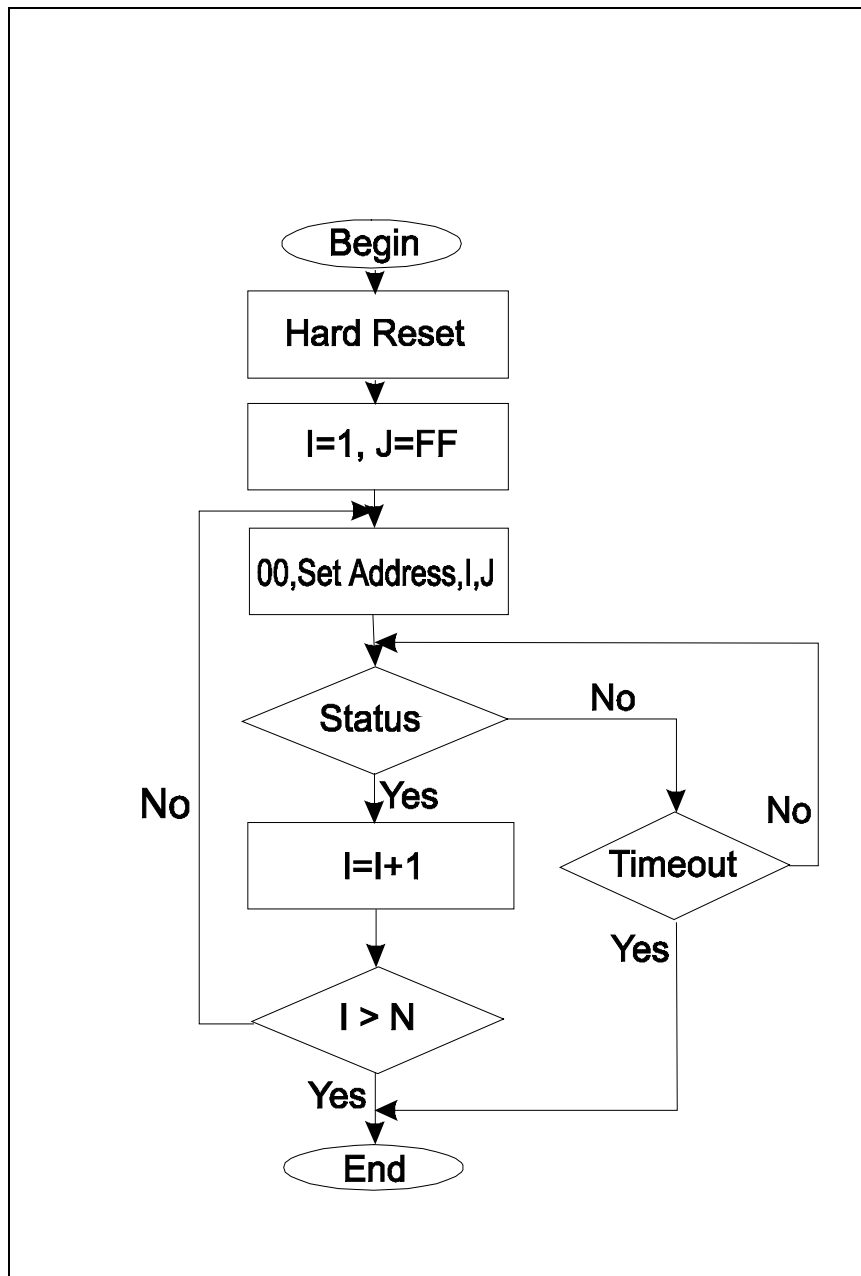 Begin
Hard Reset
I=1, J=FF
00,Set Address,I,J
Status
No
Yes
No
No
I=I+1
Timeout
Yes
I > N
Yes
End